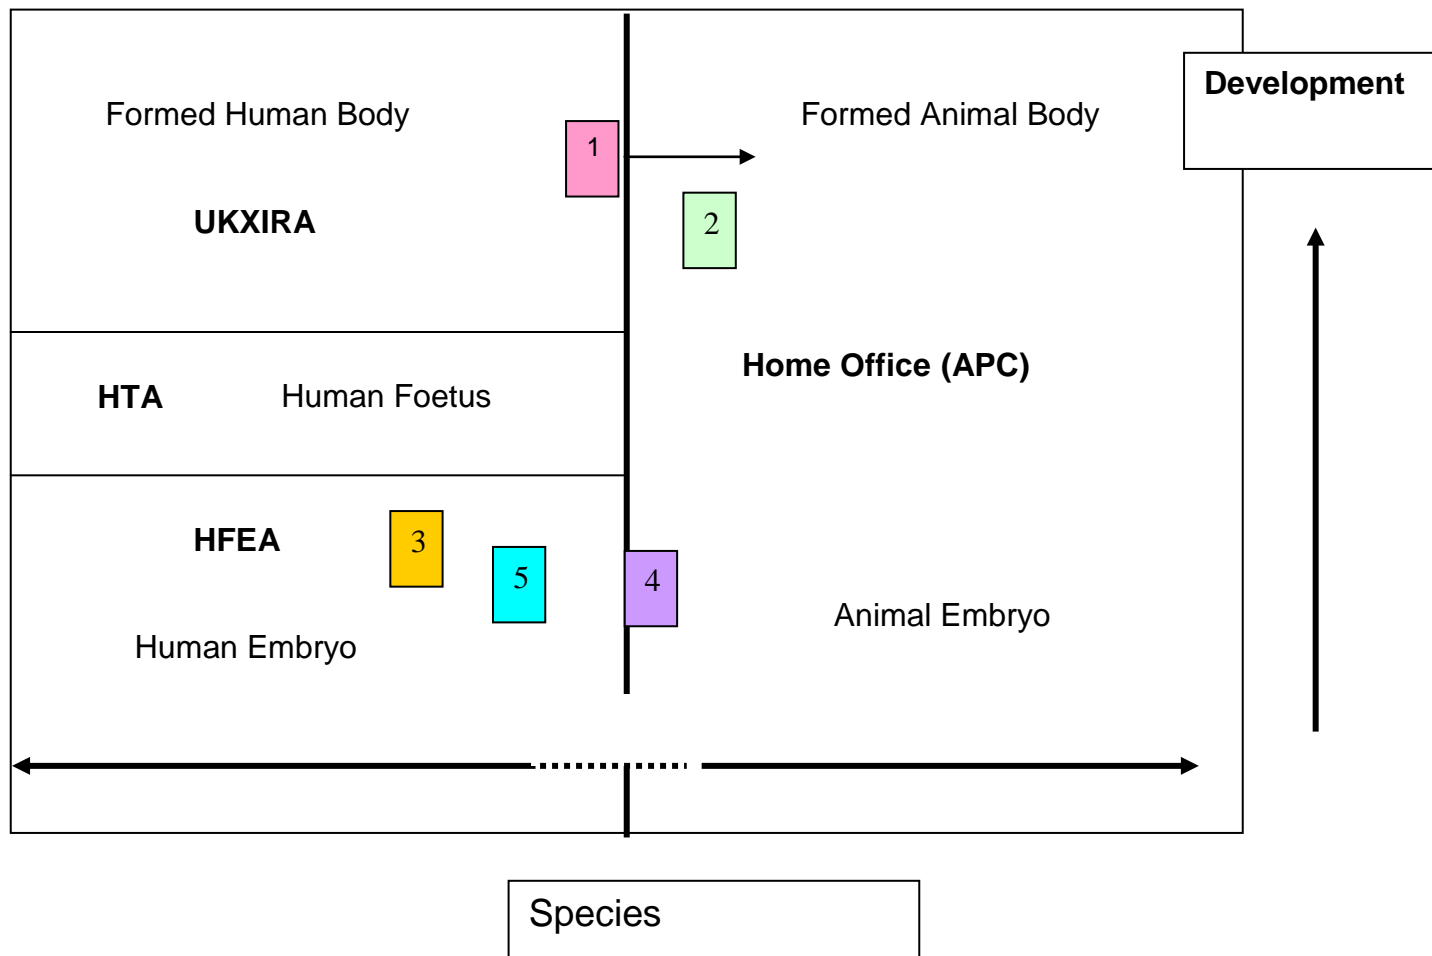 Development
Formed Human Body
Formed Animal Body
1
UKXIRA
2
Home Office (APC)
HTA
Human Foetus
HFEA
3
5
4
Animal Embryo
Human Embryo
Species